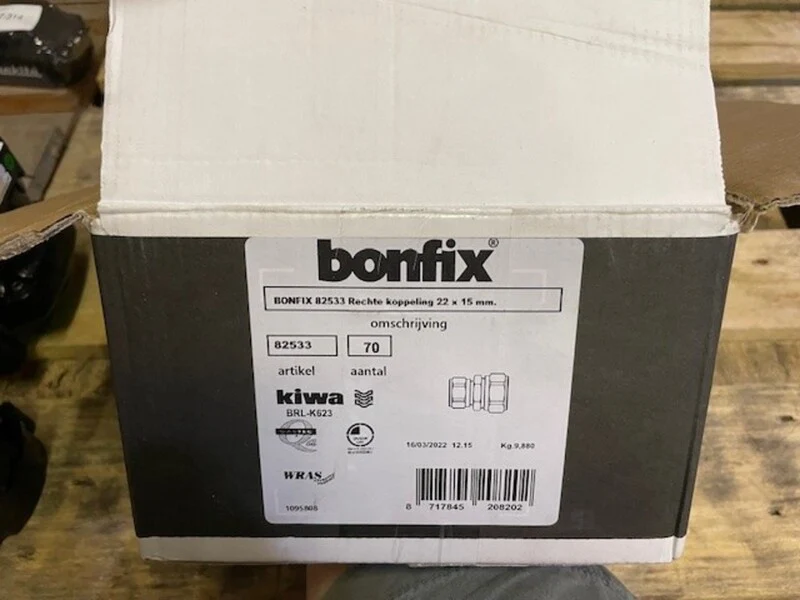 bonfix®
BONFIX 82533 Rechte koppeling 22 x 15 mm.
omschrijving
82533 70
artikel aantal
kiwa
BRL-K623
16/03/2022 12.15 Kg.9,880
WRAS
1095808
8 717845 208202